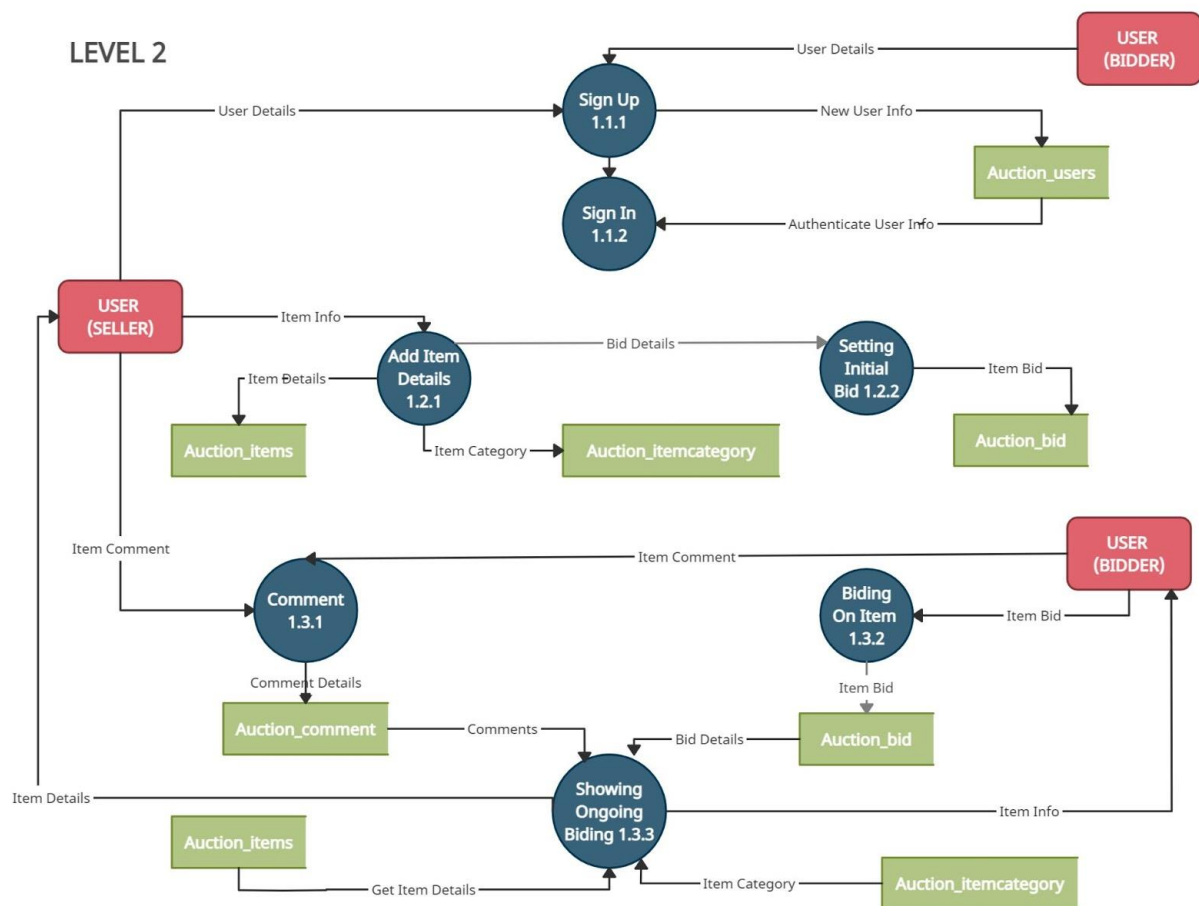 LEVEL 2
User Details
USER
(BIDDER)
Sign Up
1.1.1
User Details
New User Info
Auction_users
Sign In
1.1.2
Authenticate User Info
USER
(SELLER)
Item Info
Bid Details
Add Item
Details
1.2.1
Setting
Initial
Bid 1.2.2
Item Details
Item Bid
Auction_items
Item Category
Auction_itemcategory
Auction_bid
Item Comment
Item Comment
USER
(BIDDER)
Comment
1.3.1
Biding
On Item
1.3.2
Item Bid
Comment Details
Item Bid
Auction_comment
Comments
Bid Details
Auction_bid
Item Details
Showing
Ongoing
Biding 1.3.3
Item Info
Auction_items
Get Item Details
Item Category
Auction_itemcategory